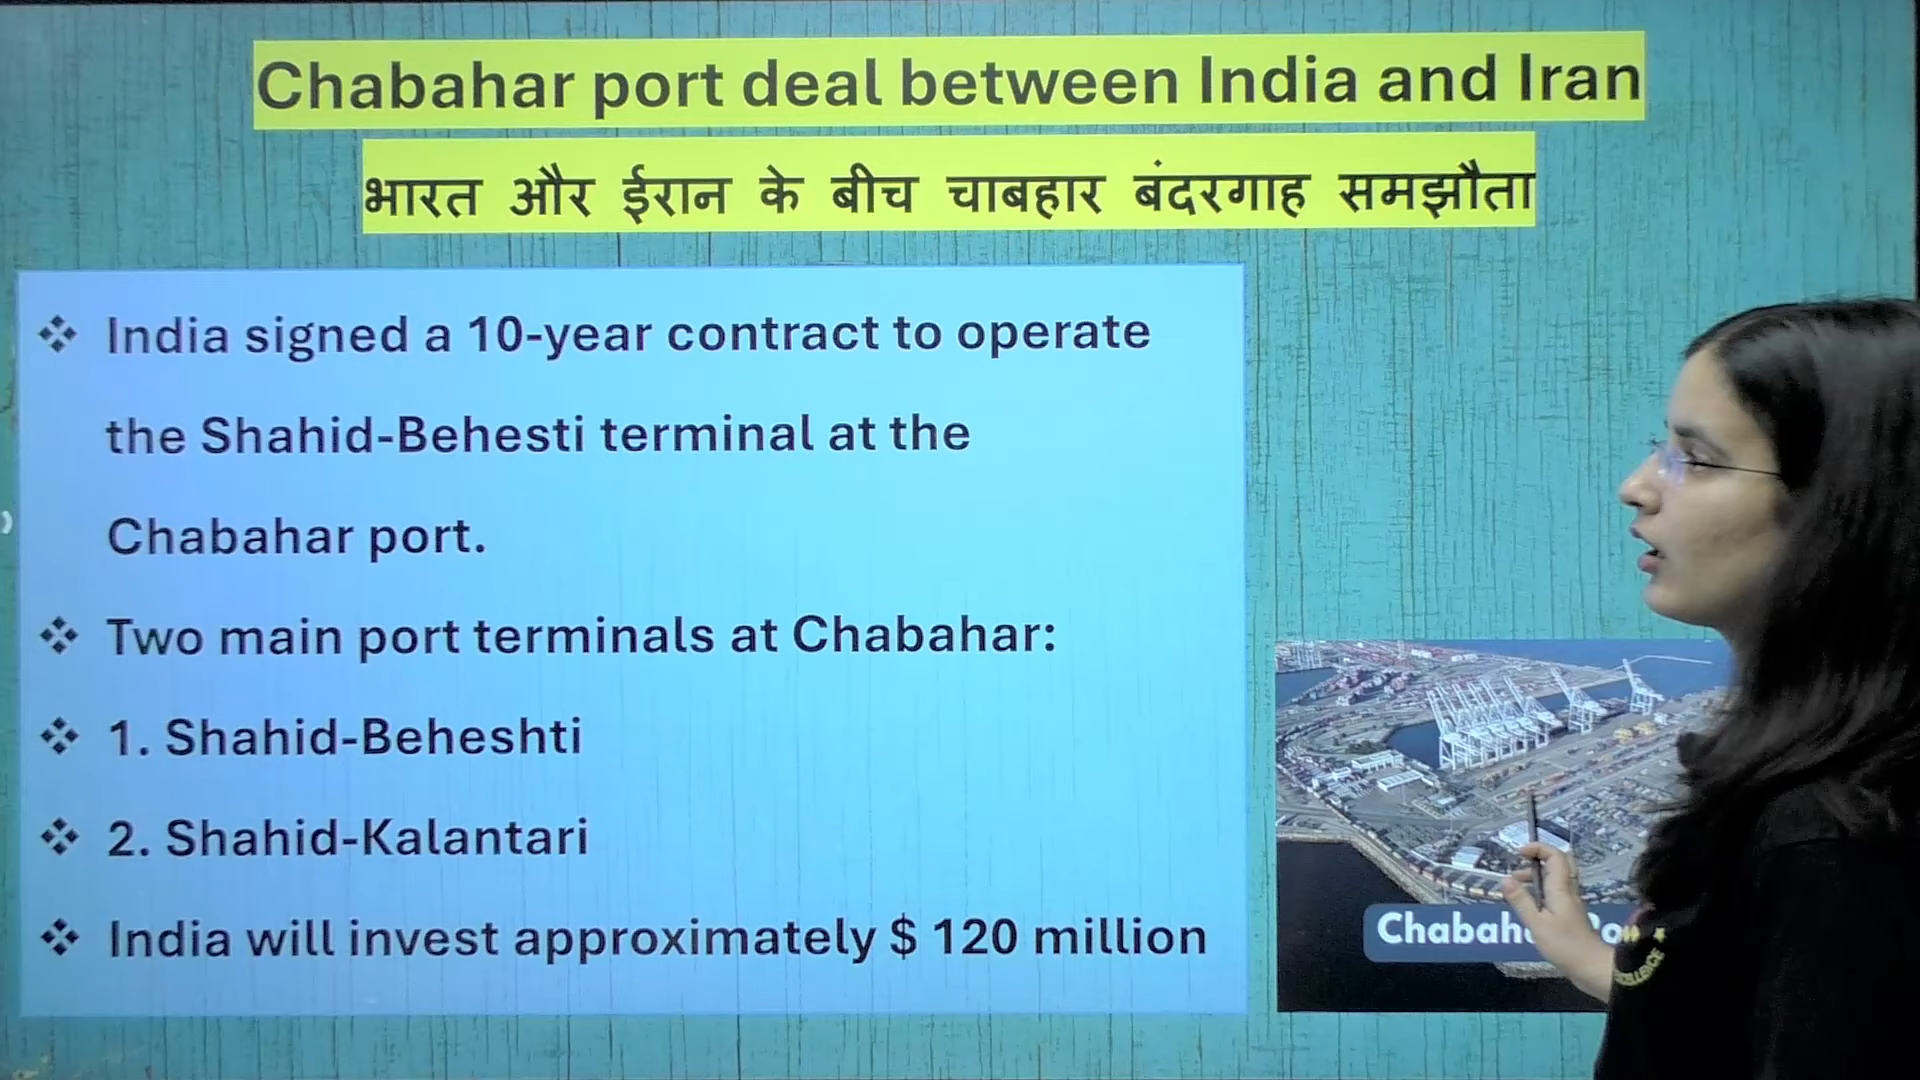 Chabahar port deal between India and Iran
भारत और ईरान के बीच चाबहार बंदरगाह समझौता
India signed a 10-year contract to operate
the Shahid-Behesti terminal at the
Chabahar port.
Two main port terminals at Chabahar:
1. Shahid-Beheshti
2. Shahid-Kalantari
India will invest approximately $ 120 million